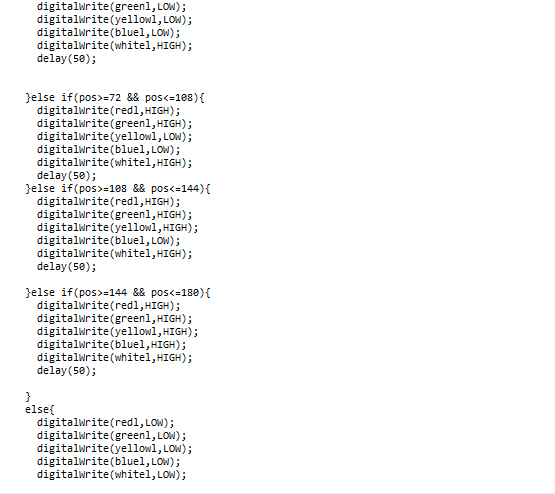 digitalWrite(greenl,LOW);
digitalWrite(yellowl,LOW);
digitalWrite(bluel,LOW);
digitalWrite(whitel,HIGH);
delay(50);
}else if(pos>=72 && pos<=108){
digitalWrite(redl,HIGH);
digitalWrite(greenl,HIGH);
digitalWrite(yellowl,LOW);
digitalWrite(bluel,LOW);
digitalWrite(whitel,HIGH);
delay(50);
}else if(pos>=108 && pos<=144){
digitalWrite(redl,HIGH);
digitalWrite(greenl,HIGH);
digitalWrite(yellowl,HIGH);
digitalWrite(bluel,LOW);
digitalWrite(whitel,HIGH);
delay(50);
}else if(pos>=144 && pos<=180){
digitalWrite(redl,HIGH);
digitalWrite(greenl,HIGH);
digitalWrite(yellowl,HIGH);
digitalWrite(bluel,HIGH);
digitalWrite(whitel,HIGH);
delay(50);
}
else{
digitalWrite(redl,LOW);
digitalWrite(greenl,LOW);
digitalWrite(yellowl,LOW);
digitalWrite(bluel,LOW);
digitalWrite(whitel,LOW);